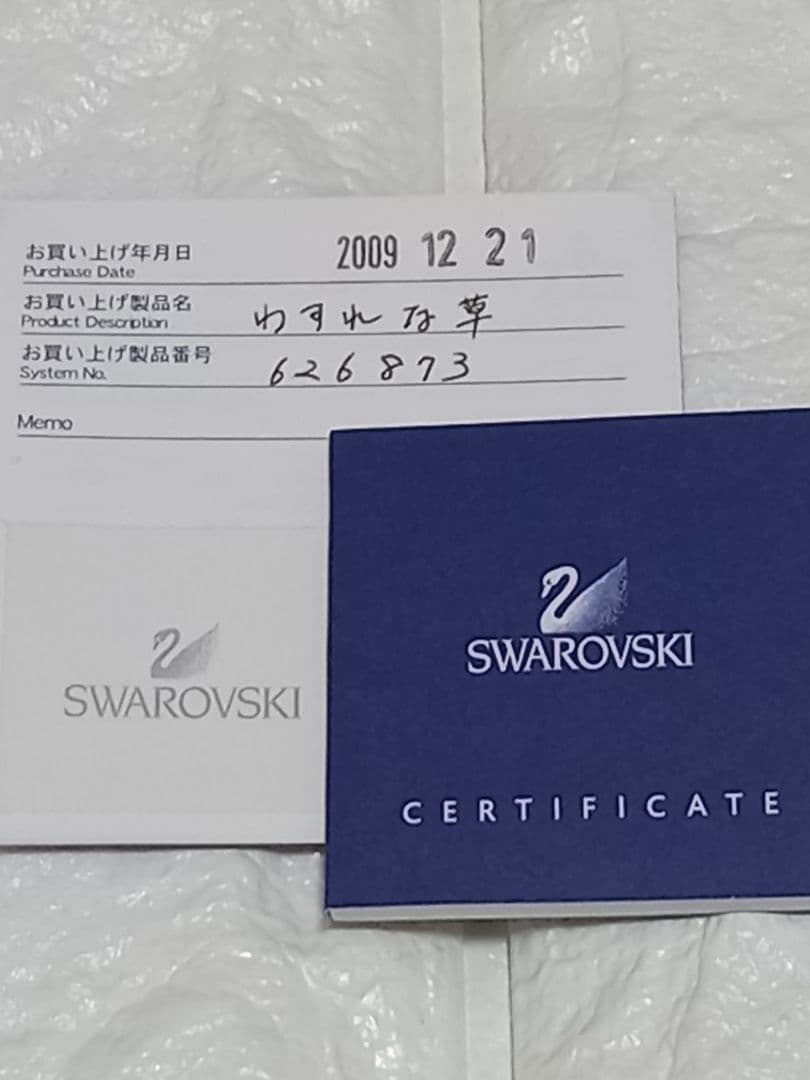 お買い上げ年月日 2009 12 21
Purchase Date
お買い上げ製品名 わすれな草
Product Description
お買い上げ製品番号 626873
System No.
Memo
SWAROVSKI
SWAROVSKI
CERTIFICATE